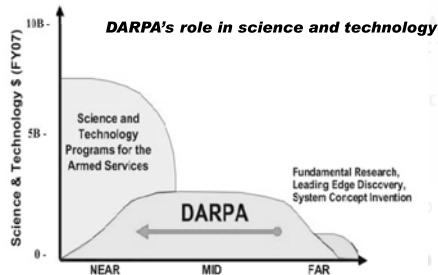 DARPA's role in science and technology
Science & Technology $ (FY07)
10B -
5B -
0 -
Science and
Technology
Programs for the
Armed Services
DARPA
Fundamental Research,
Leading Edge Discovery,
System Concept Invention
NEAR
MID
FAR